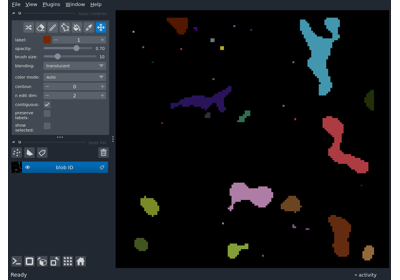 File View Plugins Window Help
label: 1
opacity: 0.70
brush size: 10
blending: translucent
color mode: auto
contour: 0
n edit dim: 2
contiguous:
preserve labels:
show selected:
blob ID
Ready activity